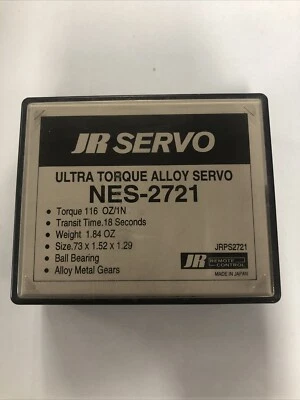 JR SERVO
ULTRA TORQUE ALLOY SERVO
NES-2721
• Torque 116 OZ/1N
• Transit Time.18 Seconds
• Weight 1.84 OZ
• Size.73 x 1.52 x 1.29
• Ball Bearing
• Alloy Metal Gears
JRPS2721
JR REMOTE CONTROL
MADE IN JAPAN